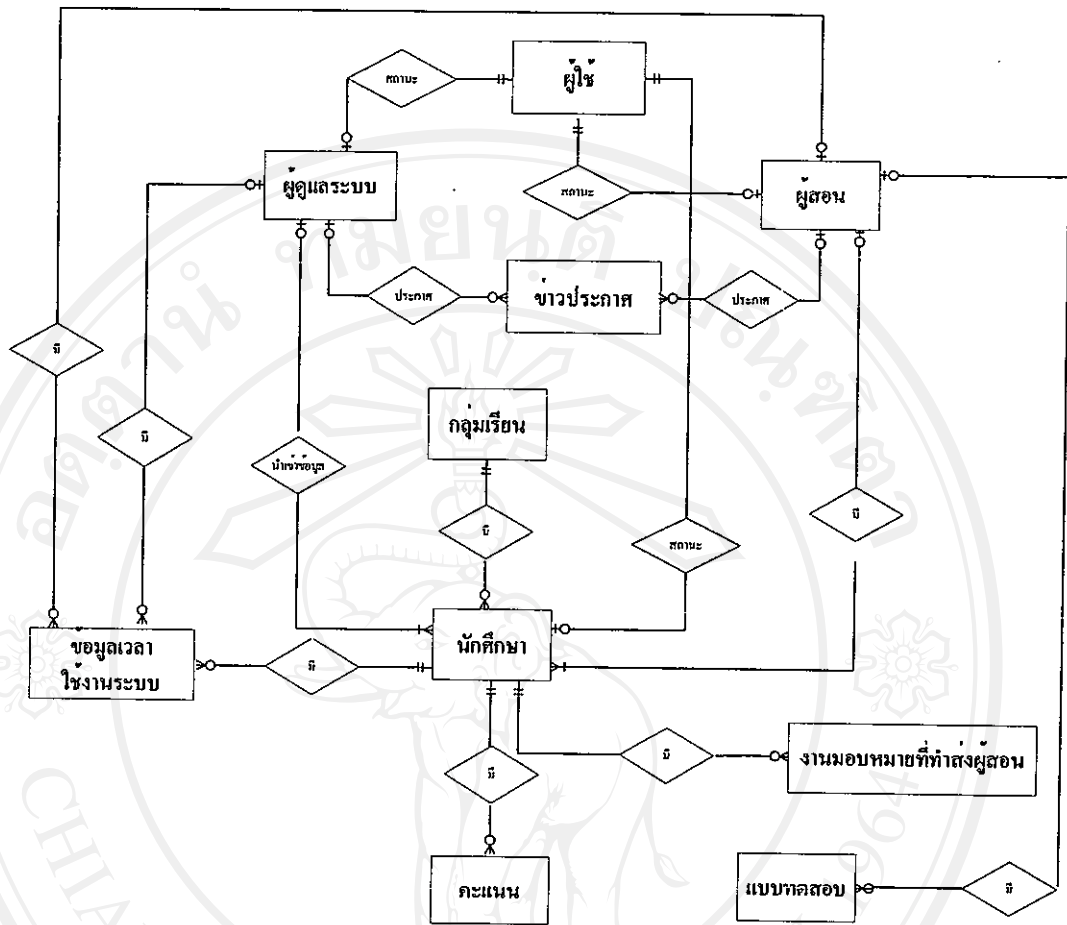 สถานะ
ผู้ใช้
ผู้ดูแลระบบ
สถานะ
ผู้สอน
ประกาศ
ข่าวประกาศ
ประกาศ
มี
มี
กลุ่มเรียน
นำเข้าข้อมูล
มี
มี
สถานะ
ข้อมูลเวลา
ใช้งานระบบ
มี
นักศึกษา
มี
มี
งานมอบหมายที่ทำส่งผู้สอน
คะแนน
แบบทดสอบ
มี
CHIA
1964